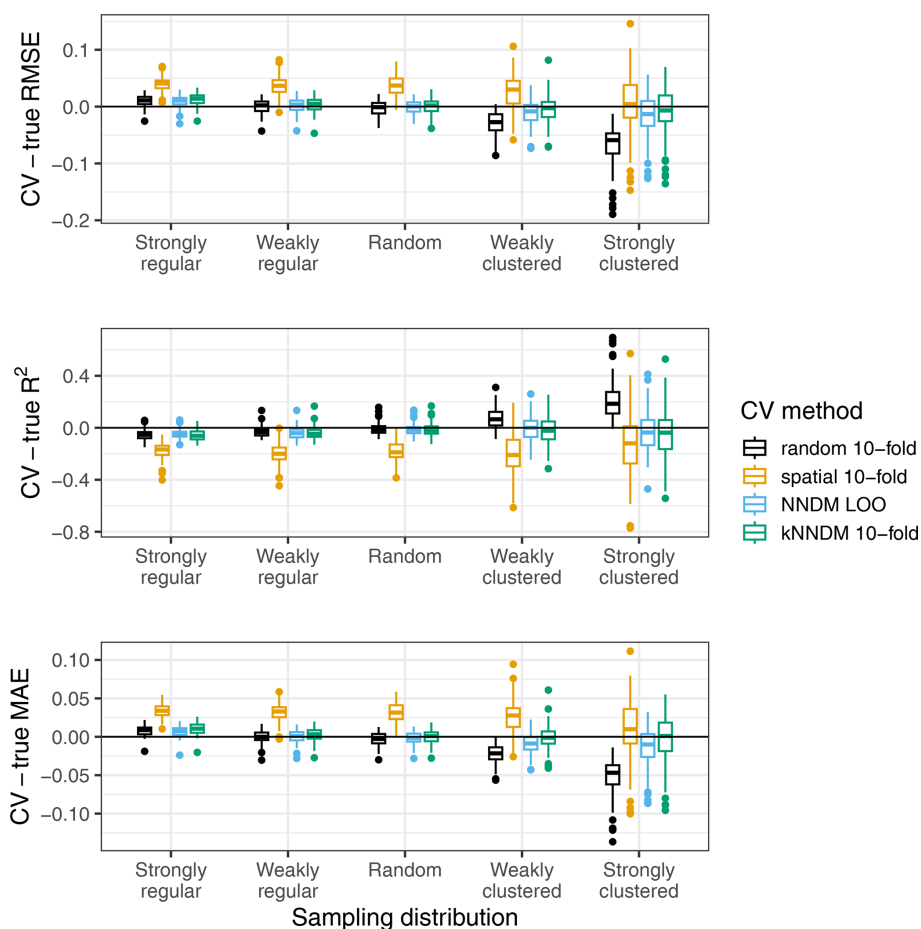 CV − true RMSE
0.1
0.0
−0.1
−0.2
Strongly regular
Weakly regular
Random
Weakly clustered
Strongly clustered
CV − true R²
0.4
0.0
−0.4
−0.8
Strongly regular
Weakly regular
Random
Weakly clustered
Strongly clustered
CV method
random 10−fold
spatial 10−fold
NNDM LOO
kNNDM 10−fold
CV − true MAE
0.10
0.05
0.00
−0.05
−0.10
Strongly regular
Weakly regular
Random
Weakly clustered
Strongly clustered
Sampling distribution